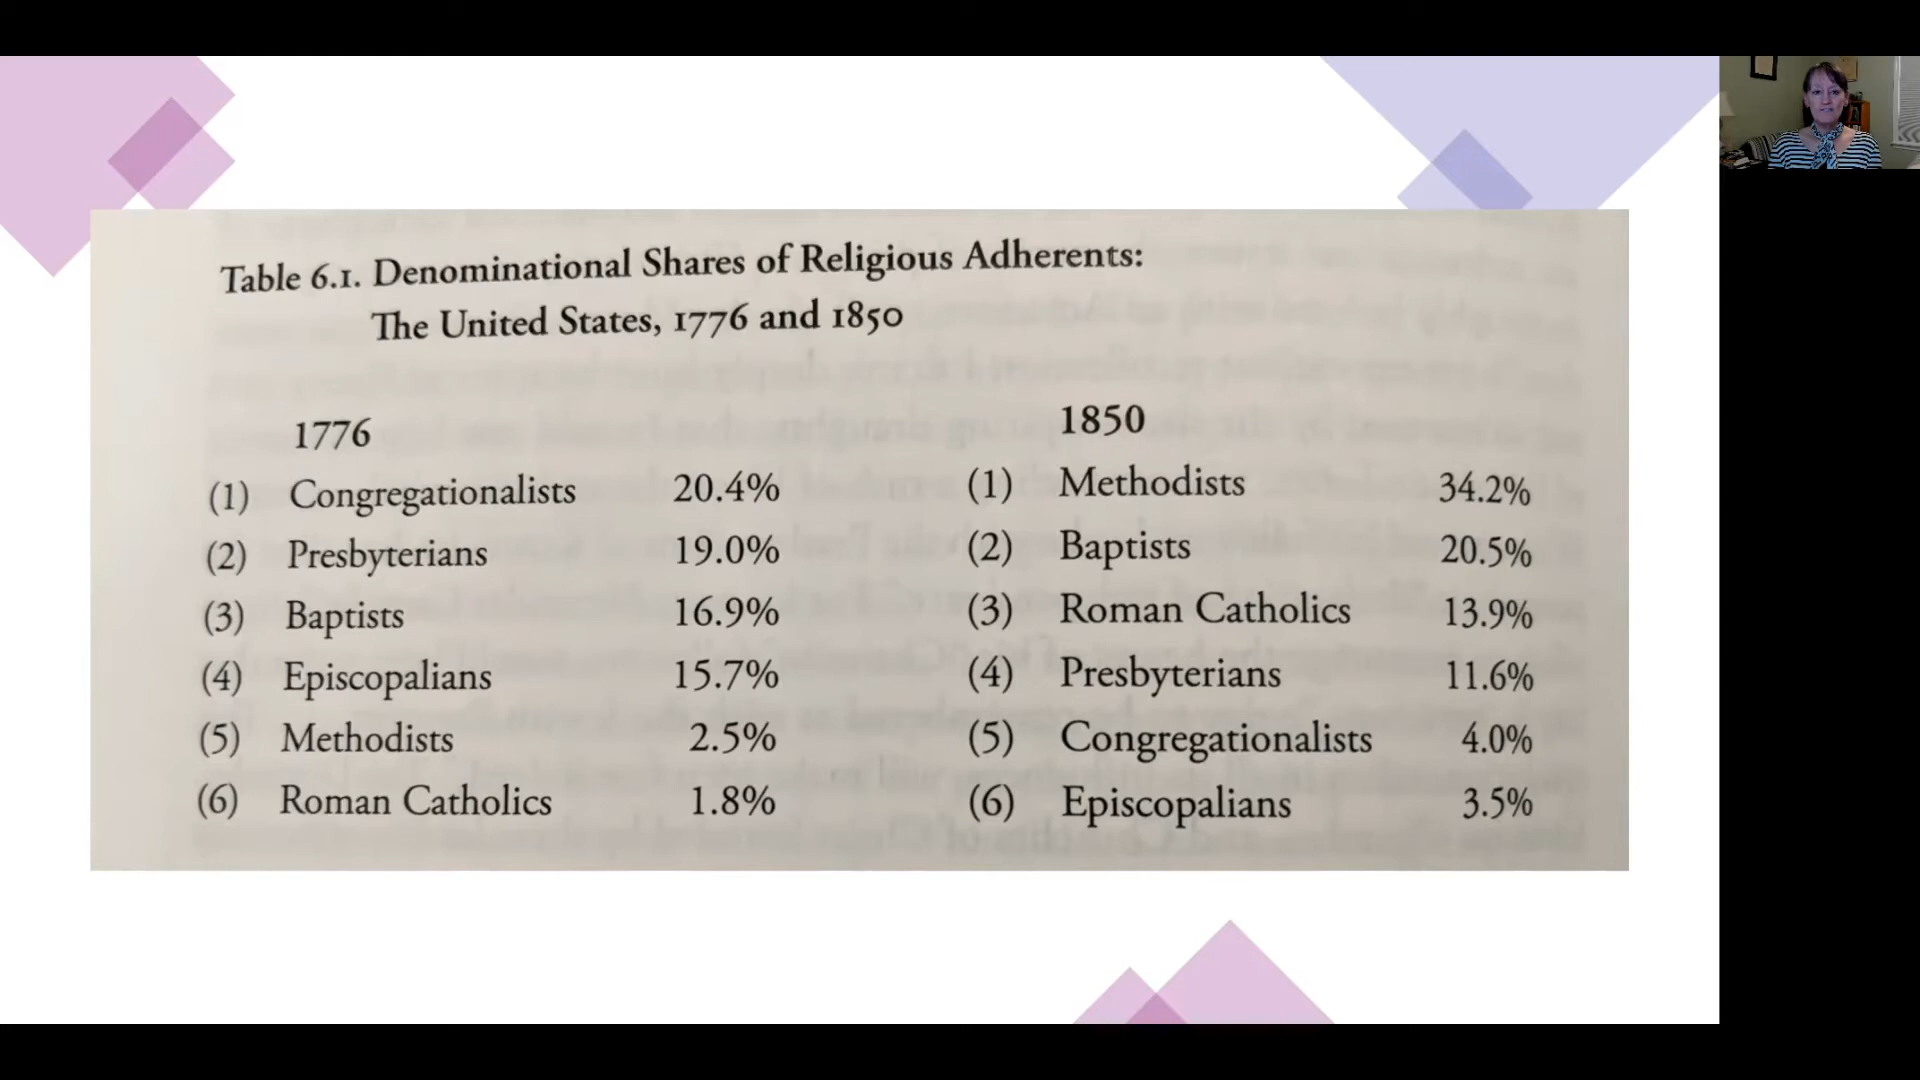 Table 6.1. Denominational Shares of Religious Adherents:
The United States, 1776 and 1850
1776
(1) Congregationalists 20.4%
(2) Presbyterians 19.0%
(3) Baptists 16.9%
(4) Episcopalians 15.7%
(5) Methodists 2.5%
(6) Roman Catholics 1.8%
1850
(1) Methodists 34.2%
(2) Baptists 20.5%
(3) Roman Catholics 13.9%
(4) Presbyterians 11.6%
(5) Congregationalists 4.0%
(6) Episcopalians 3.5%